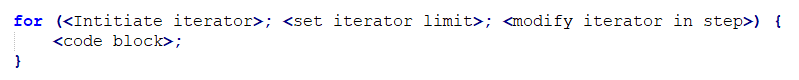 for (<Intitiate iterator>; <set iterator limit>; <modify iterator in step>) {
    <code block>;
}